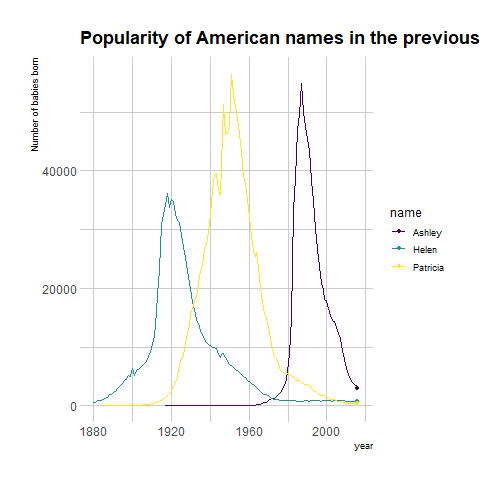 Popularity of American names in the previous
Number of babies born
40000
20000
0
1880
1920
1960
2000
year
name
Ashley
Helen
Patricia